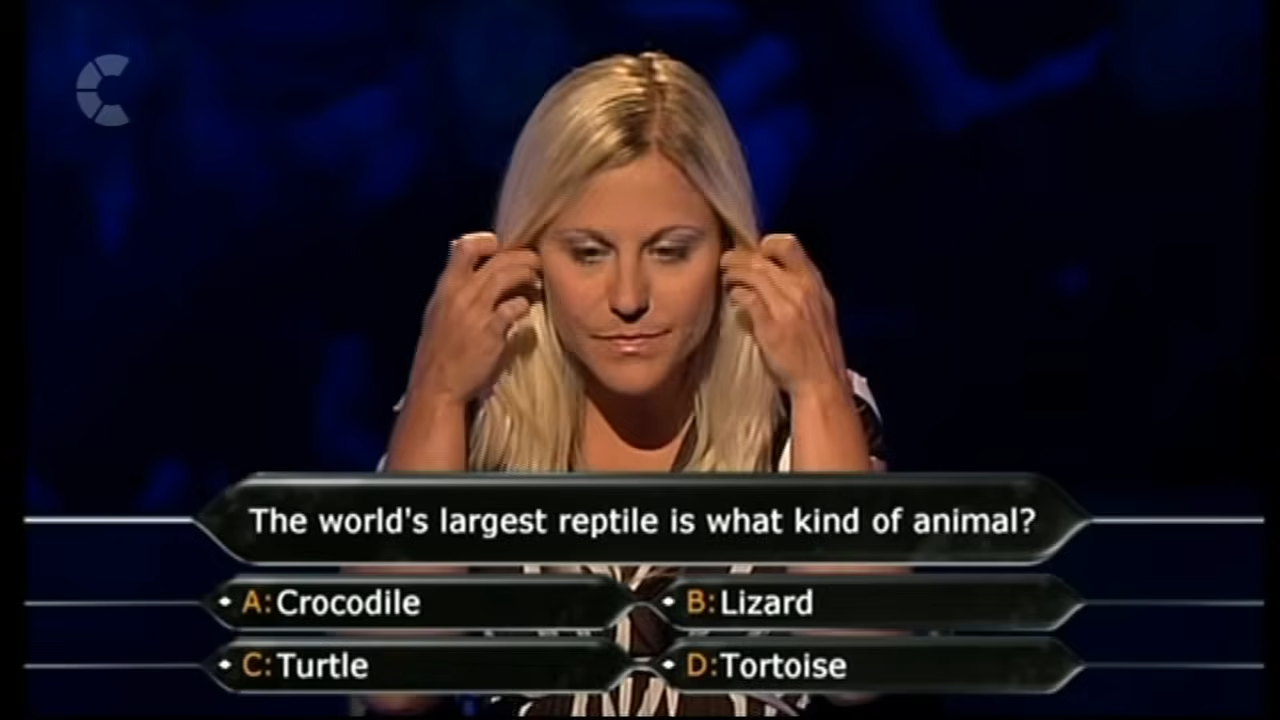 The world's largest reptile is what kind of animal?
A: Crocodile
B: Lizard
C: Turtle
D: Tortoise